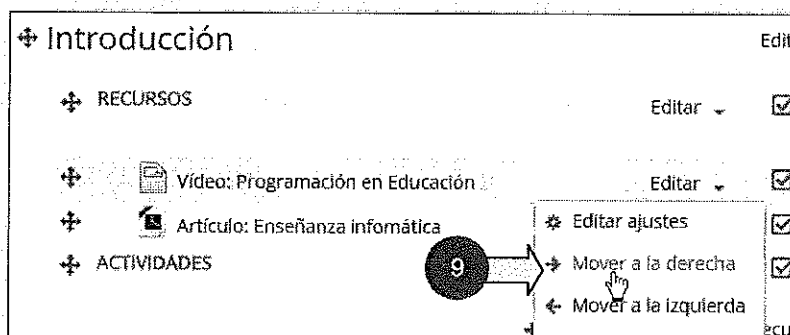 Introducción Edit
RECURSOS Editar
Vídeo: Programación en Educación Editar
Artículo: Enseñanza infomática Editar ajustes
ACTIVIDADES 9 Mover a la derecha
Mover a la izquierda
ecu